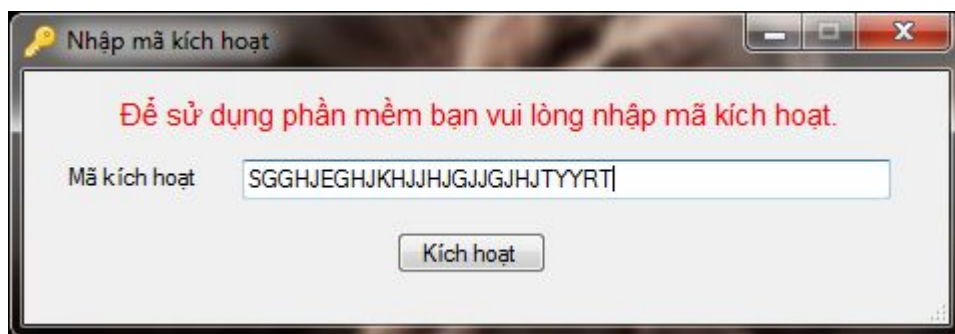 Nhập mã kích hoạt
Để sử dụng phần mềm bạn vui lòng nhập mã kích hoạt.
Mã kích hoạt SGGHJEGHJKHJJHJGJJGJHJTYYRT
Kích hoạt